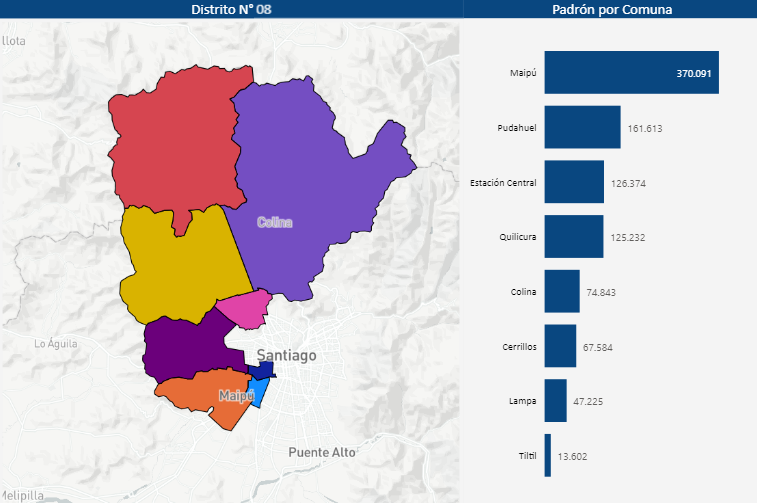 Distrito N° 08
Padrón por Comuna
llota
Colina
Lo Águila
Santiago
Maipú
Puente Alto
Melipilla
Maipú 370.091
Pudahuel 161.613
Estación Central 126.374
Quilicura 125.232
Colina 74.843
Cerrillos 67.584
Lampa 47.225
Tiltil 13.602